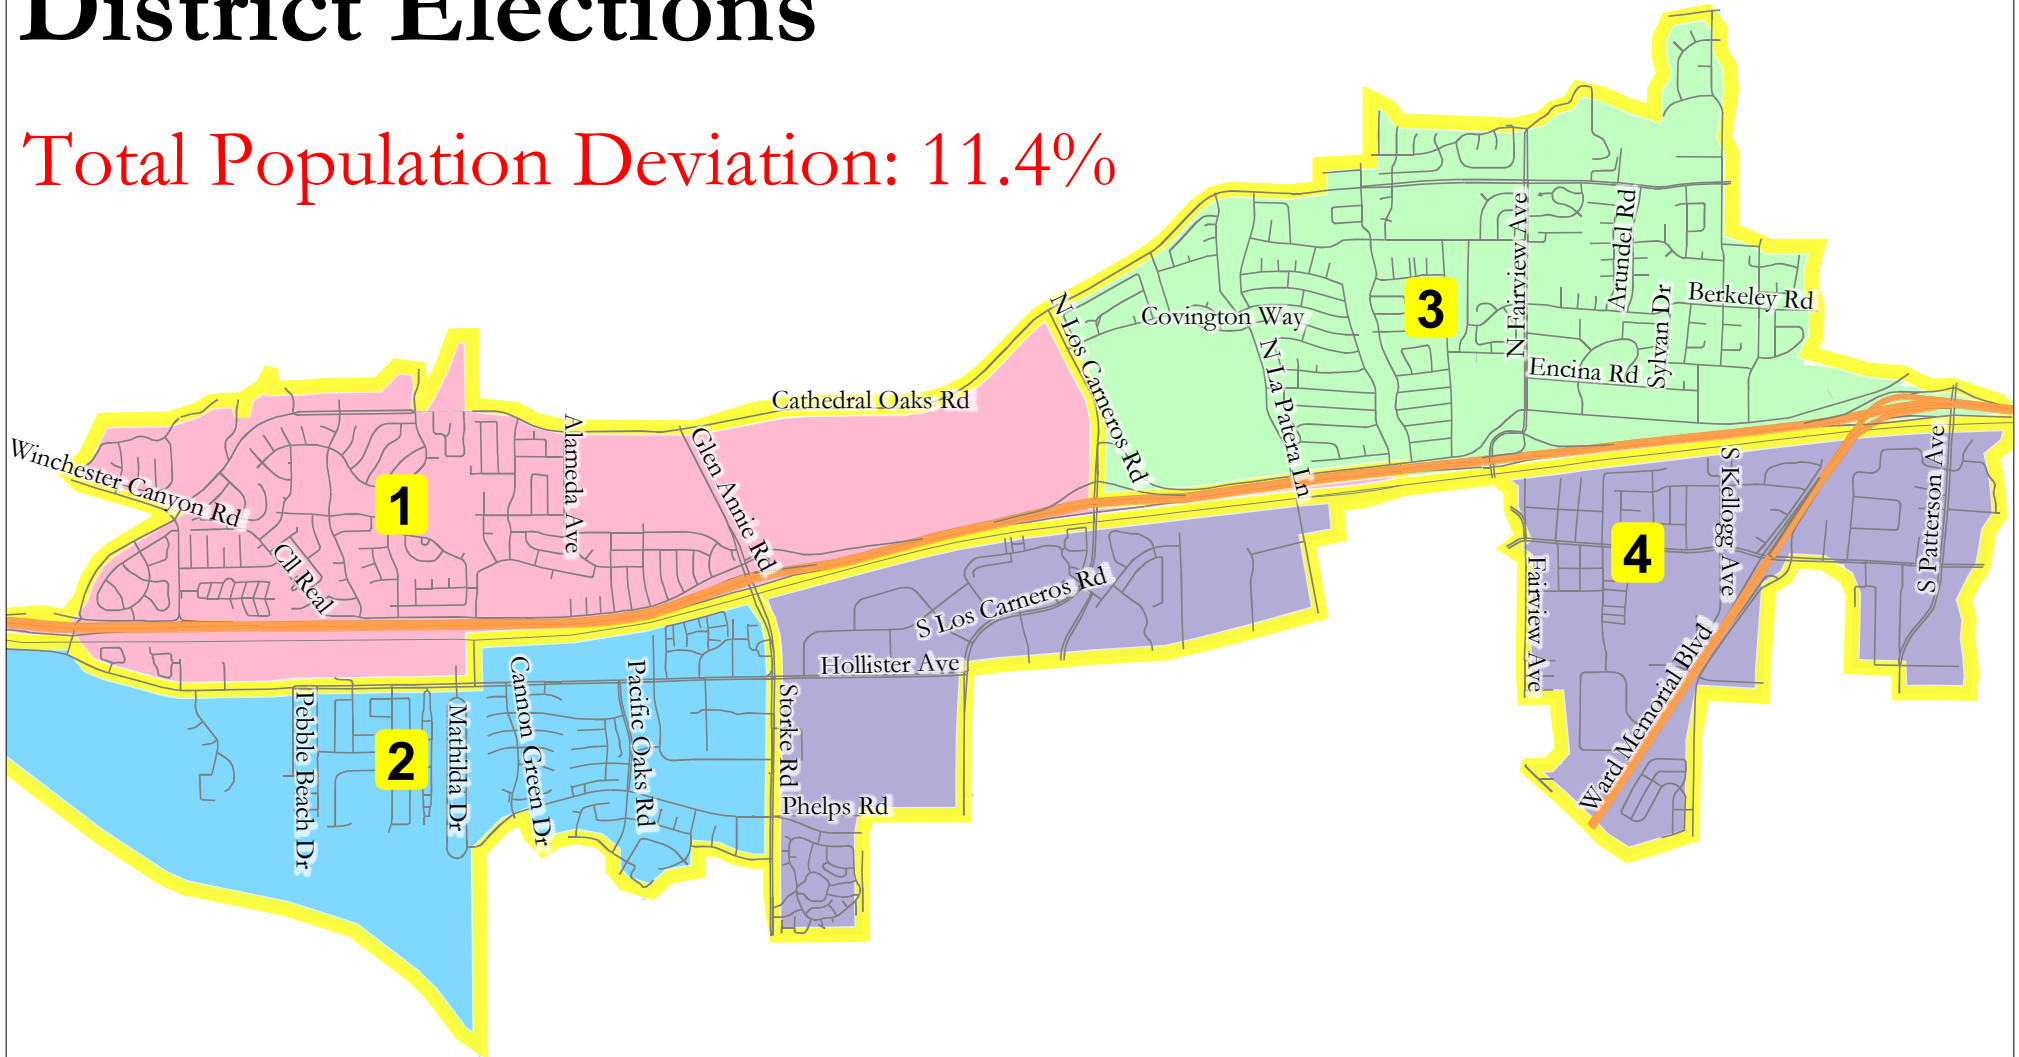 District Elections
Total Population Deviation: 11.4%
Winchester Canyon Rd
1
Cll Real
Alameda Ave
Glen Annie Rd
Cathedral Oaks Rd
N Los Carneros Rd
Covington Way
N La Patera Ln
3
N Fairview Ave
Arundel Rd
Sylvan Dr
Berkeley Rd
Encina Rd
Pebble Beach Dr
2
Mathilda Dr
Cannon Green Dr
Pacific Oaks Rd
Storke Rd
Hollister Ave
S Los Carneros Rd
Phelps Rd
Fairview Ave
4
S Kellogg Ave
Ward Memorial Blvd
S Patterson Ave